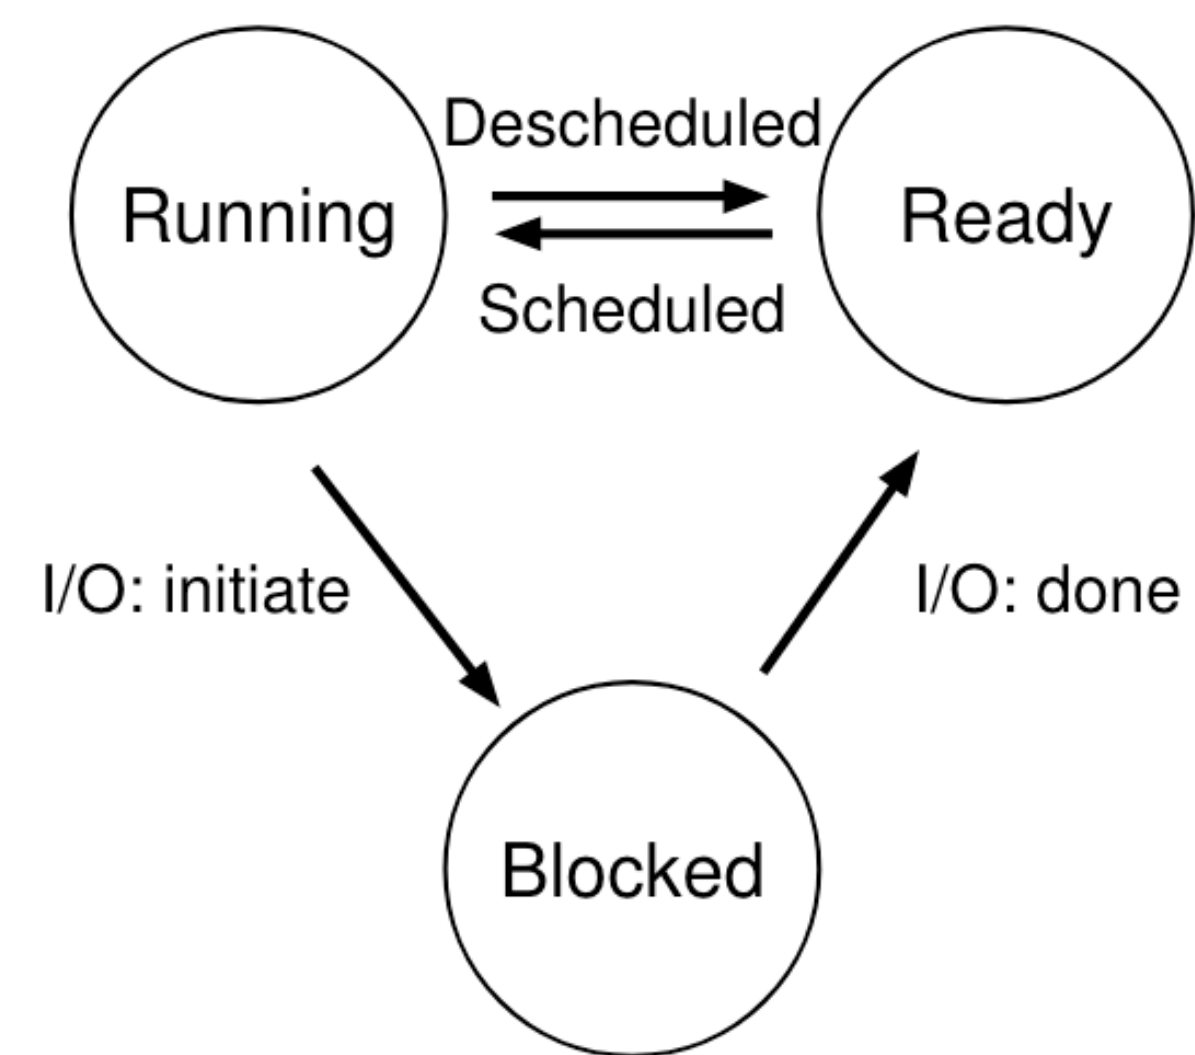 Descheduled
Running
Ready
Scheduled
I/O: initiate
I/O: done
Blocked